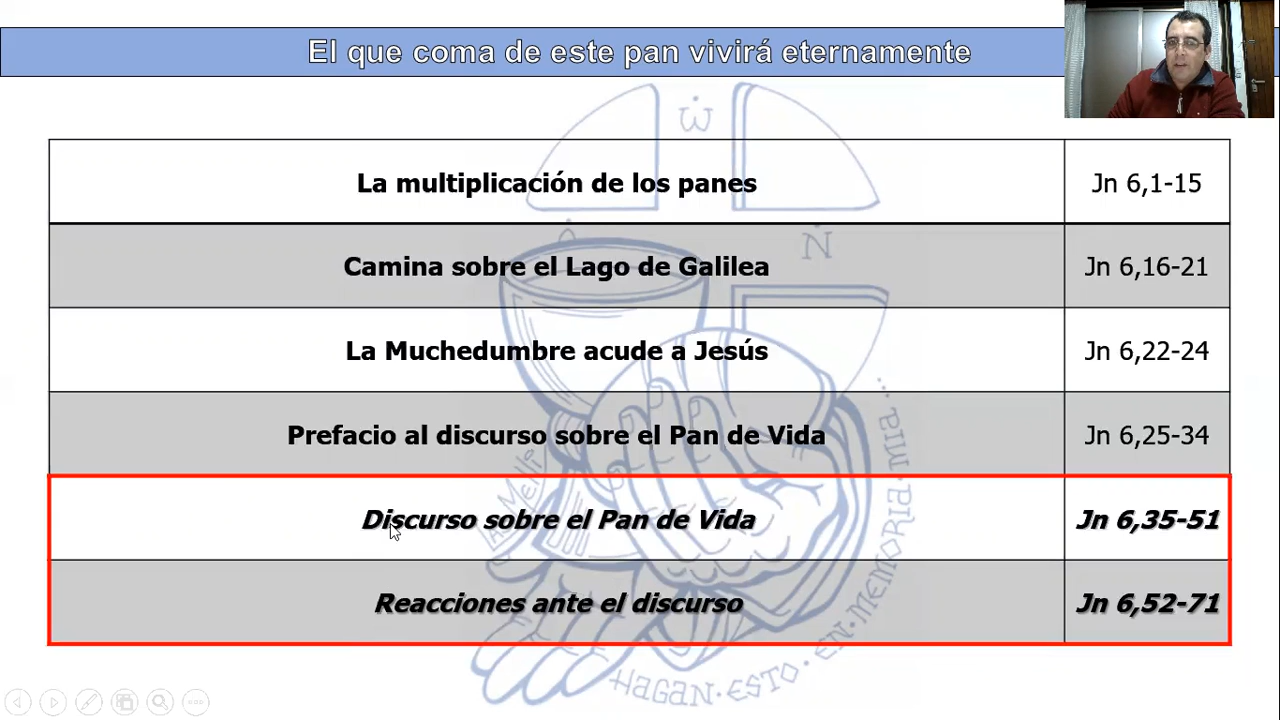 El que coma de este pan vivirá eternamente
La multiplicación de los panes Jn 6,1-15
Camina sobre el Lago de Galilea Jn 6,16-21
La Muchedumbre acude a Jesús Jn 6,22-24
Prefacio al discurso sobre el Pan de Vida Jn 6,25-34
Discurso sobre el Pan de Vida Jn 6,35-51
Reacciones ante el discurso Jn 6,52-71
ω
N
HAGAN·ESTO·EN·MEMORIA·MIA...